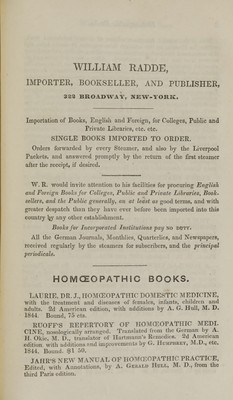 WILLIAM RADDE,
IMPORTER, BOOKSELLER, AND PUBLISHER,
322 BROADWAY, NEW-YORK.
Importation of Books, English and Foreign, for Colleges, Public and
Private Libraries, etc. etc.
SINGLE BOOKS IMPORTED TO ORDER.
Orders forwarded by every Steamer, and also by the Liverpool
Packets, and answered promptly by the return of the first steamer
after the receipt, if desired.
W. R. would invite attention to his facilities for procuring English
and Foreign Books for Colleges, Public and Private Libraries, Book-
sellers, and the Public generally, on at least as good terms, and with
greater despatch than they have ever before been imported into this
country by any other establishment.
Books for Incorporated Institutions pay no DUTY.
All the German Journals, Monthlies, Quarterlies, and Newspapers,
received regularly by the steamers for subscribers, and the principal
periodicals.
HOMŒOPATHIC BOOKS.
LAURIE, DR. J., HOMŒOPATHIC DOMESTIC MEDICINE,
with the treatment and diseases of females, infants, children and
adults. 2d American edition, with additions by A. G. Hull, M. D.
1844. Bound, 75 cts.
RUOFF'S REPERTORY OF HOMŒOPATHIC MEDI-
CINE, nosologically arranged. Translated from the German by A.
H. Okie, M. D., translator of Hartmann's Remedies. 2d American
edition with additions and improvements by G. Humphrey, M.D., etc.
1844. Bound. $1 50.
JAHR'S NEW MANUAL OF HOMŒOPATHIC PRACTICE,
Edited, with Annotations, by A. GERALD HULL, M. D., from the
third Paris edition.